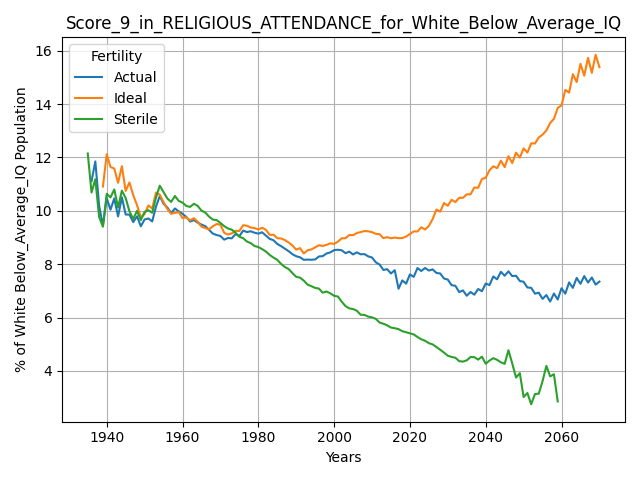 Score_9_in_RELIGIOUS_ATTENDANCE_for_White_Below_Average_IQ
Fertility
Actual
Ideal
Sterile
% of White Below_Average_IQ Population
16
14
12
10
8
6
4
1940 1960 1980 2000 2020 2040 2060
Years